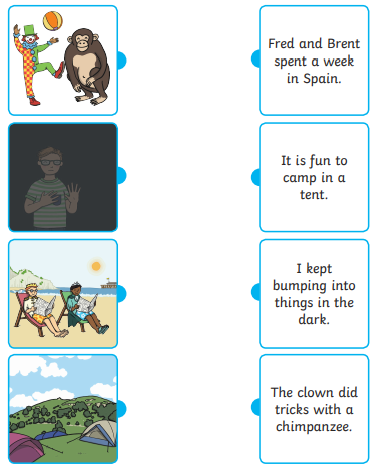 Fred and Brent
spent a week
in Spain.
It is fun to
camp in a
tent.
I kept
bumping into
things in the
dark.
The clown did
tricks with a
chimpanzee.